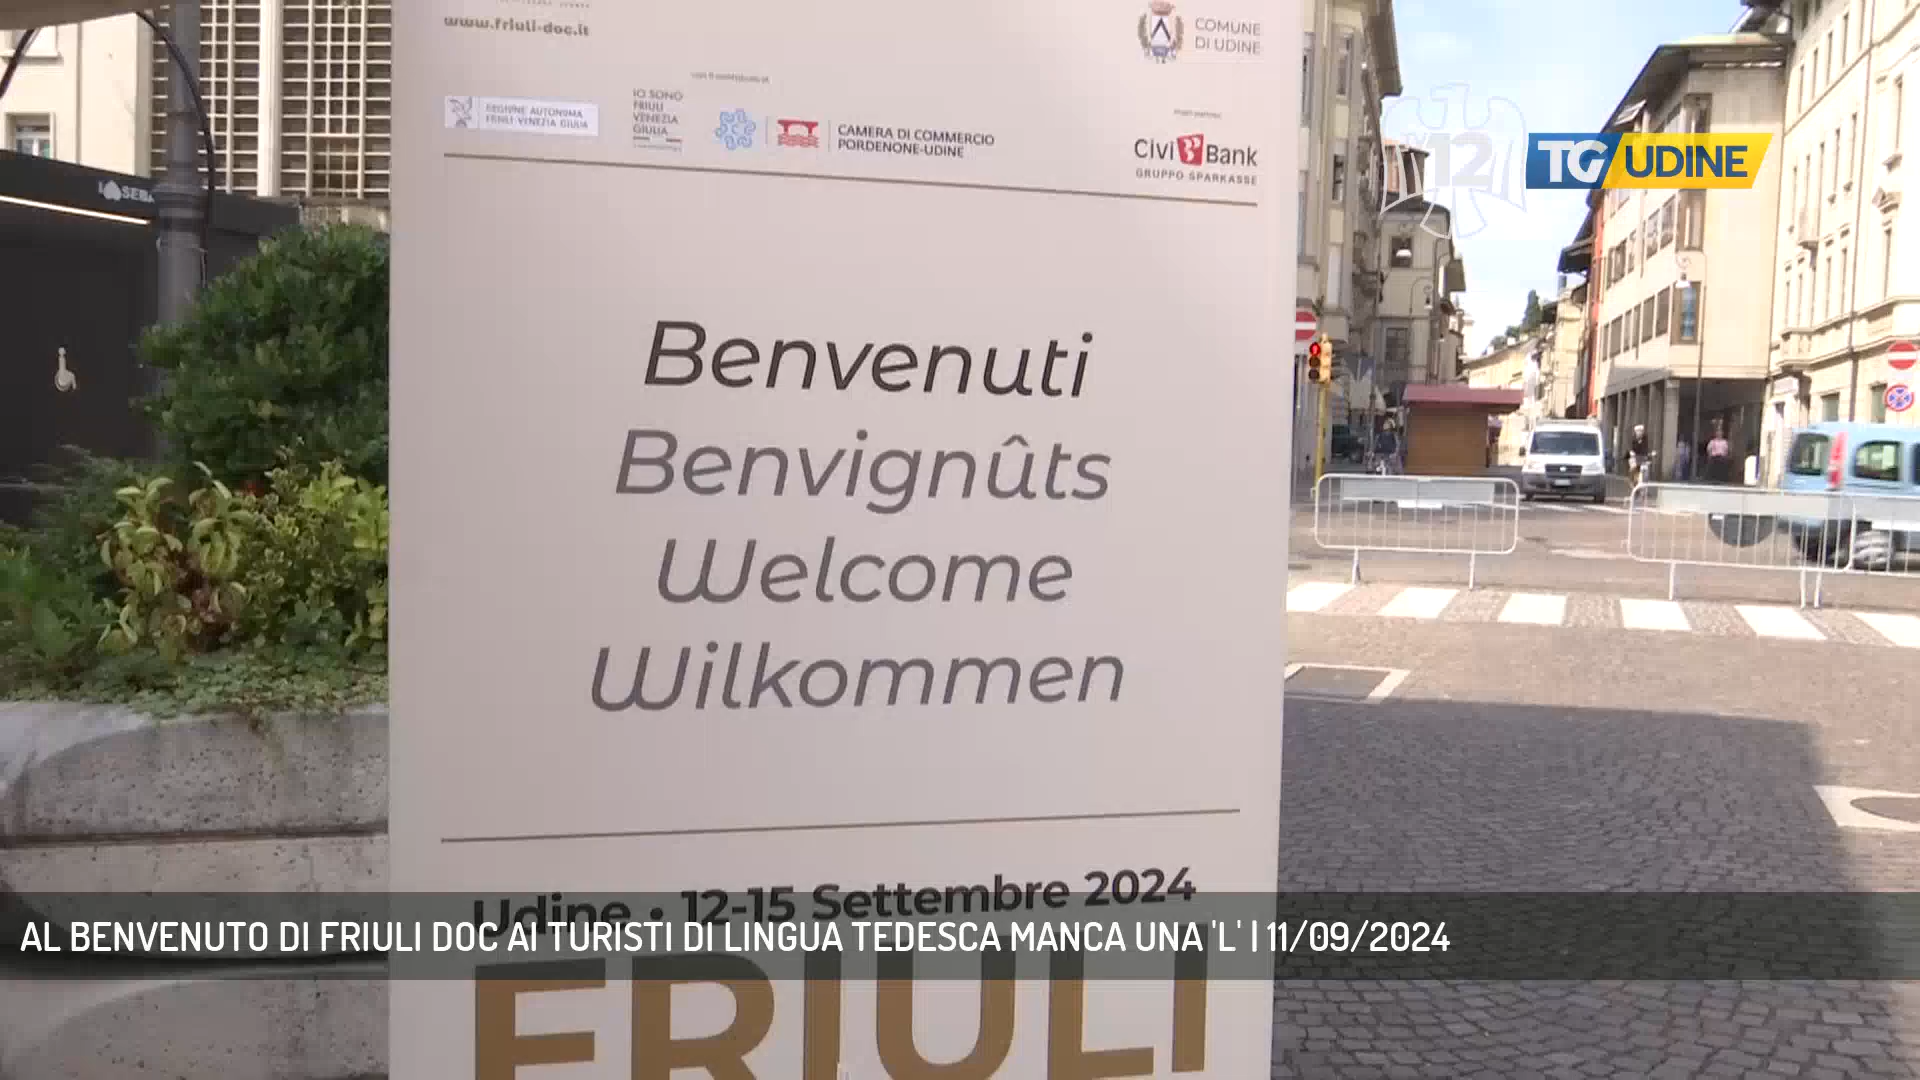 www.friuli-doc.it
COMUNE
DI UDINE
REGIONE AUTONOMA
FRIULI VENEZIA GIULIA
IO SONO
FRIULI
VENEZIA
GIULIA
CAMERA DI COMMERCIO
PORDENONE-UDINE
CiviBank
GRUPPO SPARKASSE
12
TG UDINE
Benvenuti
Benvignûts
Welcome
Wilkommen
Udine • 12-15 Settembre 2024
AL BENVENUTO DI FRIULI DOC AI TURISTI DI LINGUA TEDESCA MANCA UNA 'L' | 11/09/2024
FRIULI